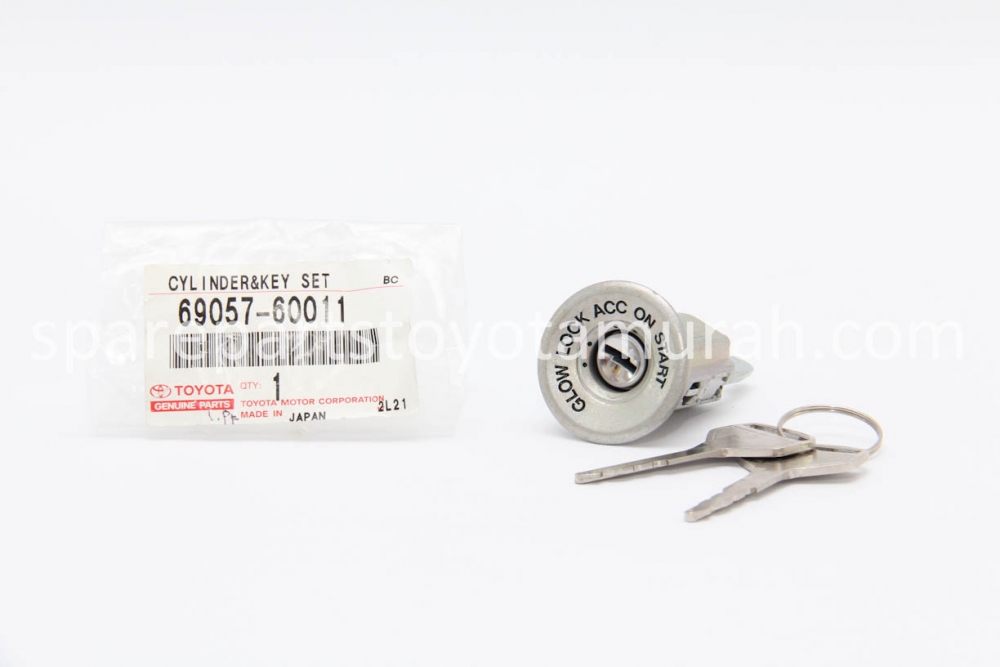 CYLINDER&KEY SET BC
69057-60011
sparepartstoyotamurah.com
TOYOTA QTY: 1
GENUINE PARTS TOYOTA MOTOR CORPORATION
MADE IN JAPAN 2L21
GLOW LOCK ACC ON START